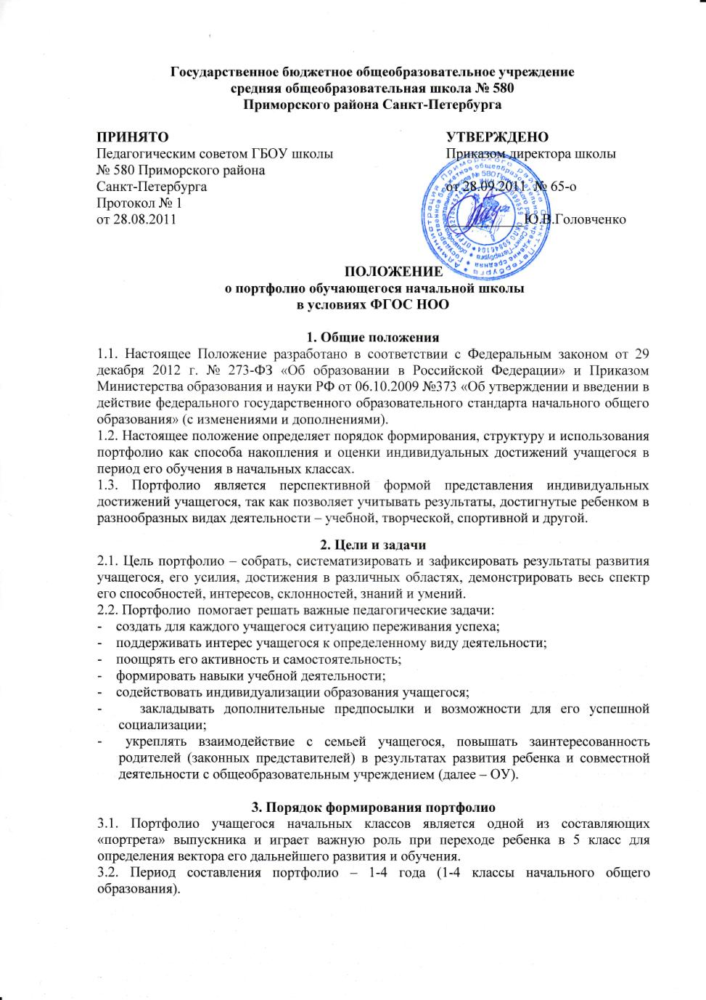 Государственное бюджетное общеобразовательное учреждение
средняя общеобразовательная школа № 580
Приморского района Санкт-Петербурга
ПРИНЯТО
Педагогическим советом ГБОУ школы
№ 580 Приморского района
Санкт-Петербурга
Протокол № 1
от 28.08.2011
УТВЕРЖДЕНО
Приказом директора школы
от 28.09.2011 № 65-о
Ю.В.Головченко
ПОЛОЖЕНИЕ
о портфолио обучающегося начальной школы
в условиях ФГОС НОО
1. Общие положения
1.1. Настоящее Положение разработано в соответствии с Федеральным законом от 29
декабря 2012 г. № 273-ФЗ «Об образовании в Российской Федерации» и Приказом
Министерства образования и науки РФ от 06.10.2009 №373 «Об утверждении и введении в
действие федерального государственного образовательного стандарта начального общего
образования» (с изменениями и дополнениями).
1.2. Настоящее положение определяет порядок формирования, структуру и использования
портфолио как способа накопления и оценки индивидуальных достижений учащегося в
период его обучения в начальных классах.
1.3. Портфолио является перспективной формой представления индивидуальных
достижений учащегося, так как позволяет учитывать результаты, достигнутые ребенком в
разнообразных видах деятельности – учебной, творческой, спортивной и другой.
2. Цели и задачи
2.1. Цель портфолио – собрать, систематизировать и зафиксировать результаты развития
учащегося, его усилия, достижения в различных областях, демонстрировать весь спектр
его способностей, интересов, склонностей, знаний и умений.
2.2. Портфолио помогает решать важные педагогические задачи:
- создать для каждого учащегося ситуацию переживания успеха;
- поддерживать интерес учащегося к определенному виду деятельности;
- поощрять его активность и самостоятельность;
- формировать навыки учебной деятельности;
- содействовать индивидуализации образования учащегося;
- закладывать дополнительные предпосылки и возможности для его успешной
социализации;
- укреплять взаимодействие с семьей учащегося, повышать заинтересованность
родителей (законных представителей) в результатах развития ребенка и совместной
деятельности с общеобразовательным учреждением (далее – ОУ).
3. Порядок формирования портфолио
3.1. Портфолио учащегося начальных классов является одной из составляющих
«портрета» выпускника и играет важную роль при переходе ребенка в 5 класс для
определения вектора его дальнейшего развития и обучения.
3.2. Период составления портфолио – 1-4 года (1-4 классы начального общего
образования).